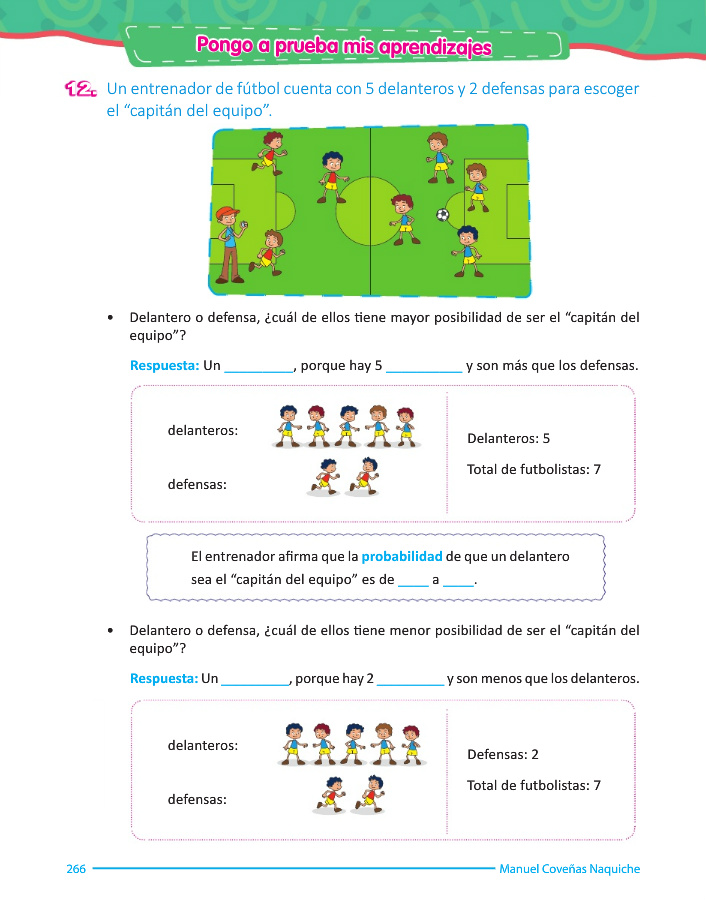 Pongo a prueba mis aprendizajes
12. Un entrenador de fútbol cuenta con 5 delanteros y 2 defensas para escoger
el “capitán del equipo”.
• Delantero o defensa, ¿cuál de ellos tiene mayor posibilidad de ser el “capitán del
equipo”?
Respuesta: Un _________, porque hay 5 __________ y son más que los defensas.
delanteros:
defensas:
Delanteros: 5
Total de futbolistas: 7
El entrenador afirma que la probabilidad de que un delantero
sea el “capitán del equipo” es de ____ a ____.
• Delantero o defensa, ¿cuál de ellos tiene menor posibilidad de ser el “capitán del
equipo”?
Respuesta: Un _________, porque hay 2 _________ y son menos que los delanteros.
delanteros:
defensas:
Defensas: 2
Total de futbolistas: 7
266
Manuel Coveñas Naquiche